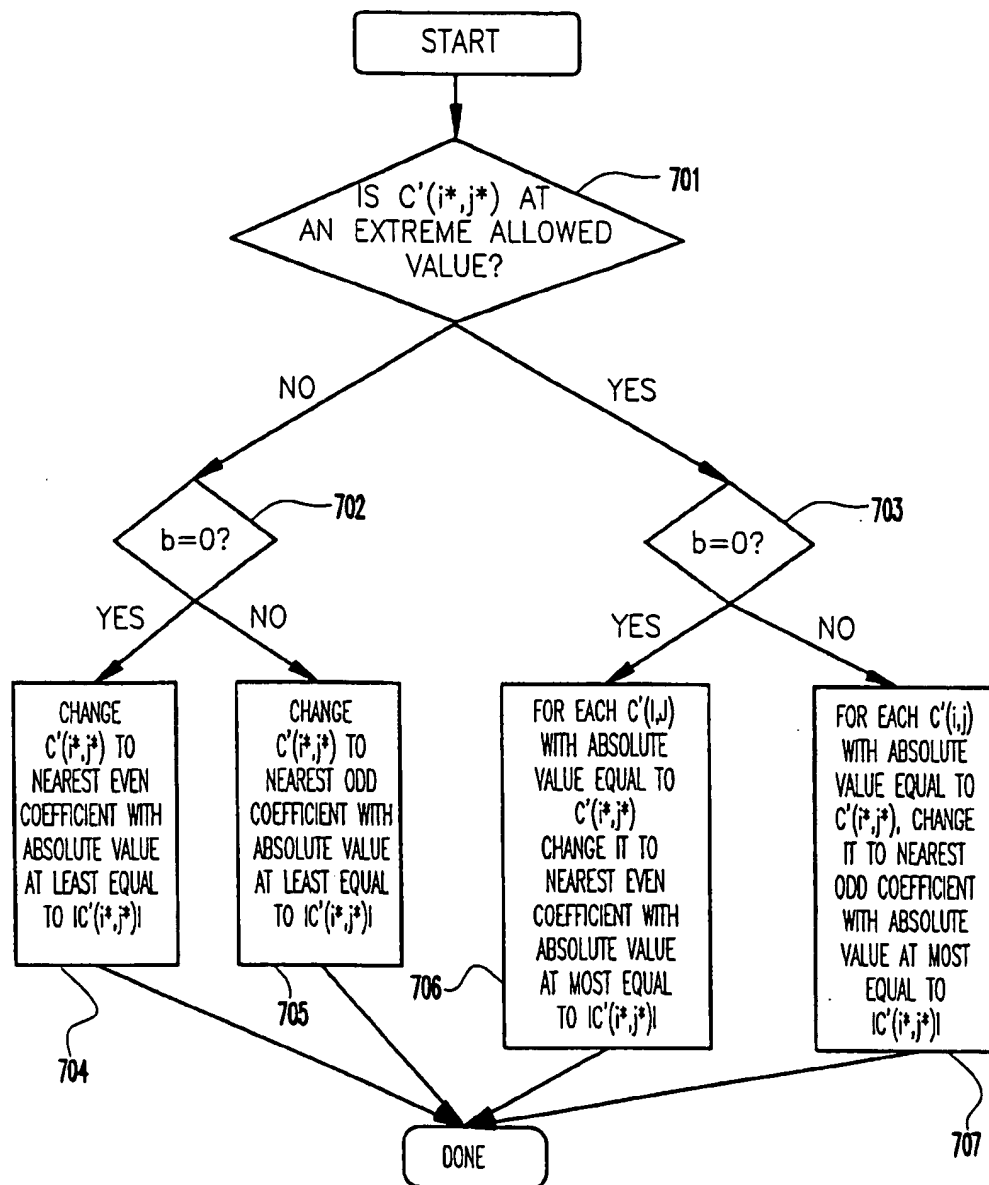 START
IS C'(i*,j*) AT
AN EXTREME ALLOWED
VALUE?
701
NO
YES
b=0?
702
b=0?
703
YES
NO
YES
NO
CHANGE
C'(i*,j*) TO
NEAREST EVEN
COEFFICIENT WITH
ABSOLUTE VALUE
AT LEAST EQUAL
TO |C'(i*,j*)|
CHANGE
C'(i*,j*) TO
NEAREST ODD
COEFFICIENT WITH
ABSOLUTE VALUE
AT LEAST EQUAL
TO |C'(i*,j*)|
FOR EACH C'(I,J)
WITH ABSOLUTE
VALUE EQUAL TO
C'(i*,j*)
CHANGE IT TO
NEAREST EVEN
COEFFICIENT WITH
ABSOLUTE VALUE
AT MOST EQUAL
TO |C'(i*,j*)|
FOR EACH C'(i,j)
WITH ABSOLUTE
VALUE EQUAL TO
C'(i*,j*), CHANGE
IT TO NEAREST
ODD COEFFICIENT
WITH ABSOLUTE
VALUE AT MOST
EQUAL TO
|C'(i*,j*)|
704
705
706
707
DONE